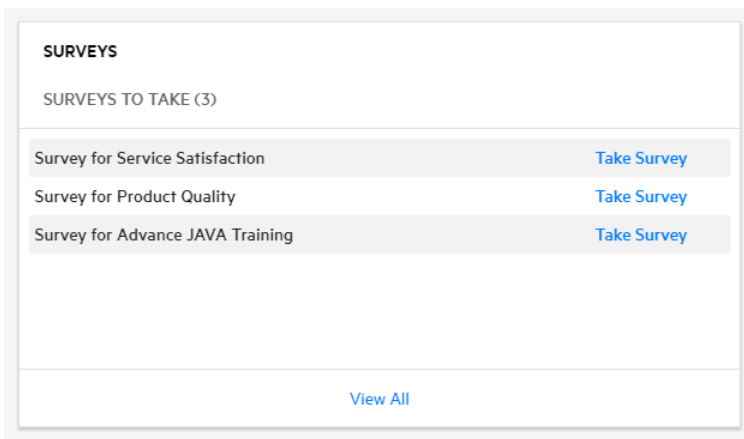 SURVEYS
SURVEYS TO TAKE (3)
Survey for Service Satisfaction Take Survey
Survey for Product Quality Take Survey
Survey for Advance JAVA Training Take Survey
View All